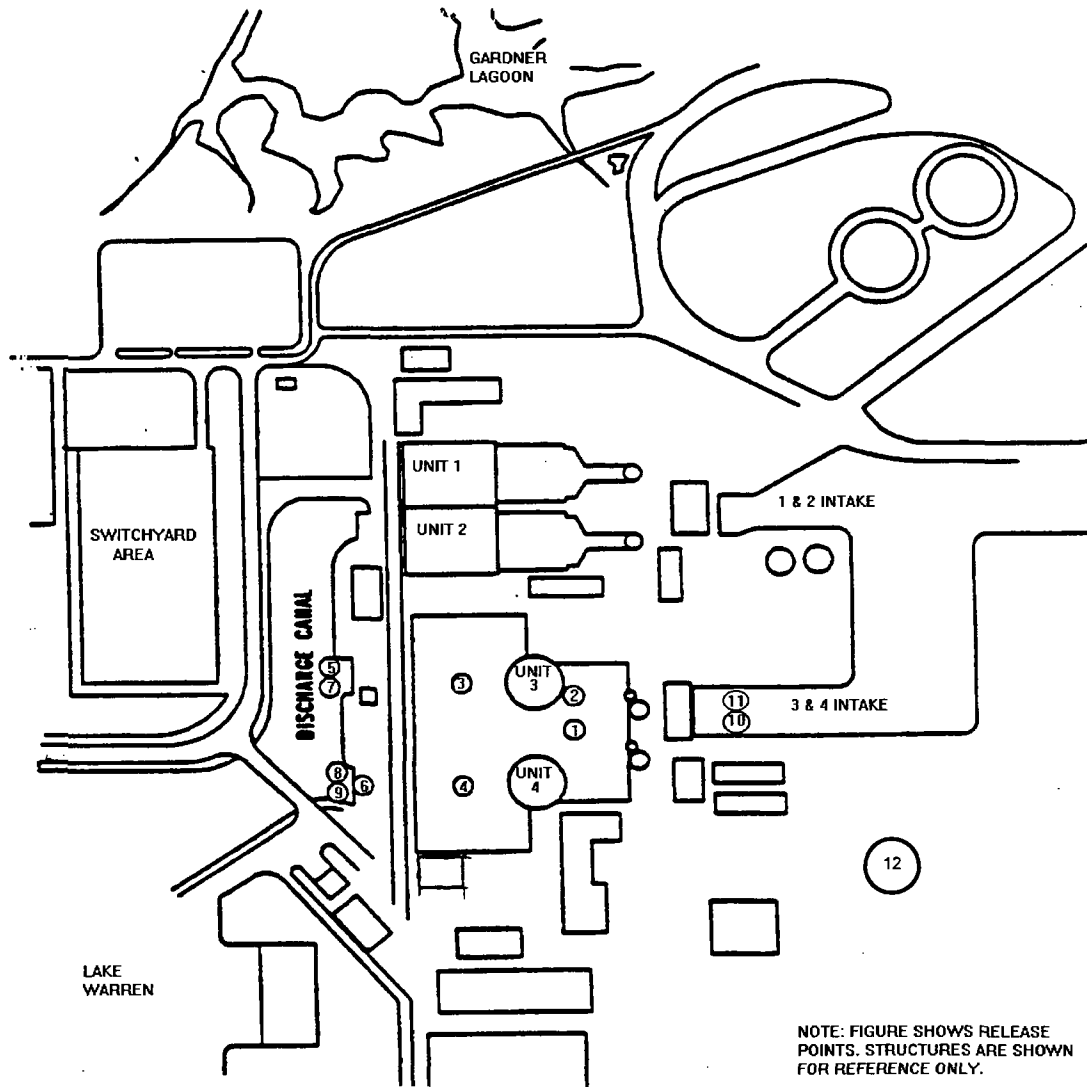 GARDNER
LAGOON
UNIT 1
1 & 2 INTAKE
UNIT 2
SWITCHYARD
AREA
DISCHARGE CANAL
5
7
3
UNIT
3
2
1
11
10
3 & 4 INTAKE
8
9
6
4
UNIT
4
12
LAKE
WARREN
NOTE: FIGURE SHOWS RELEASE
POINTS. STRUCTURES ARE SHOWN
FOR REFERENCE ONLY.